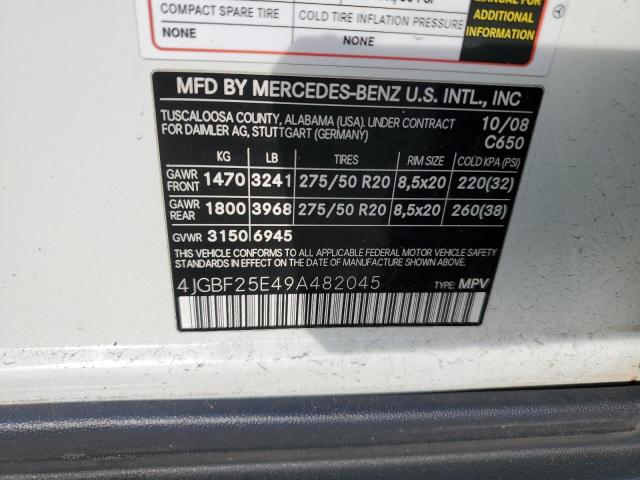 MANUAL FOR
COMPACT SPARE TIRE COLD TIRE INFLATION PRESSURE ADDITIONAL
NONE NONE INFORMATION
MFD BY MERCEDES-BENZ U.S. INTL., INC
TUSCALOOSA COUNTY, ALABAMA (USA). UNDER CONTRACT 10/08
FOR DAIMLER AG, STUTTGART (GERMANY) C650
KG LB TIRES RIM SIZE COLD KPA (PSI)
GAWR
FRONT 1470 3241 275/50 R20 8,5x20 220(32)
GAWR
REAR 1800 3968 275/50 R20 8,5x20 260(38)
GVWR 3150 6945
THIS VEHICLE CONFORMS TO ALL APPLICABLE FEDERAL MOTOR VEHICLE SAFETY
STANDARDS IN EFFECT ON THE DATE OF MANUFACTURE SHOWN ABOVE.
4JGBF25E49A482045 TYPE: MPV